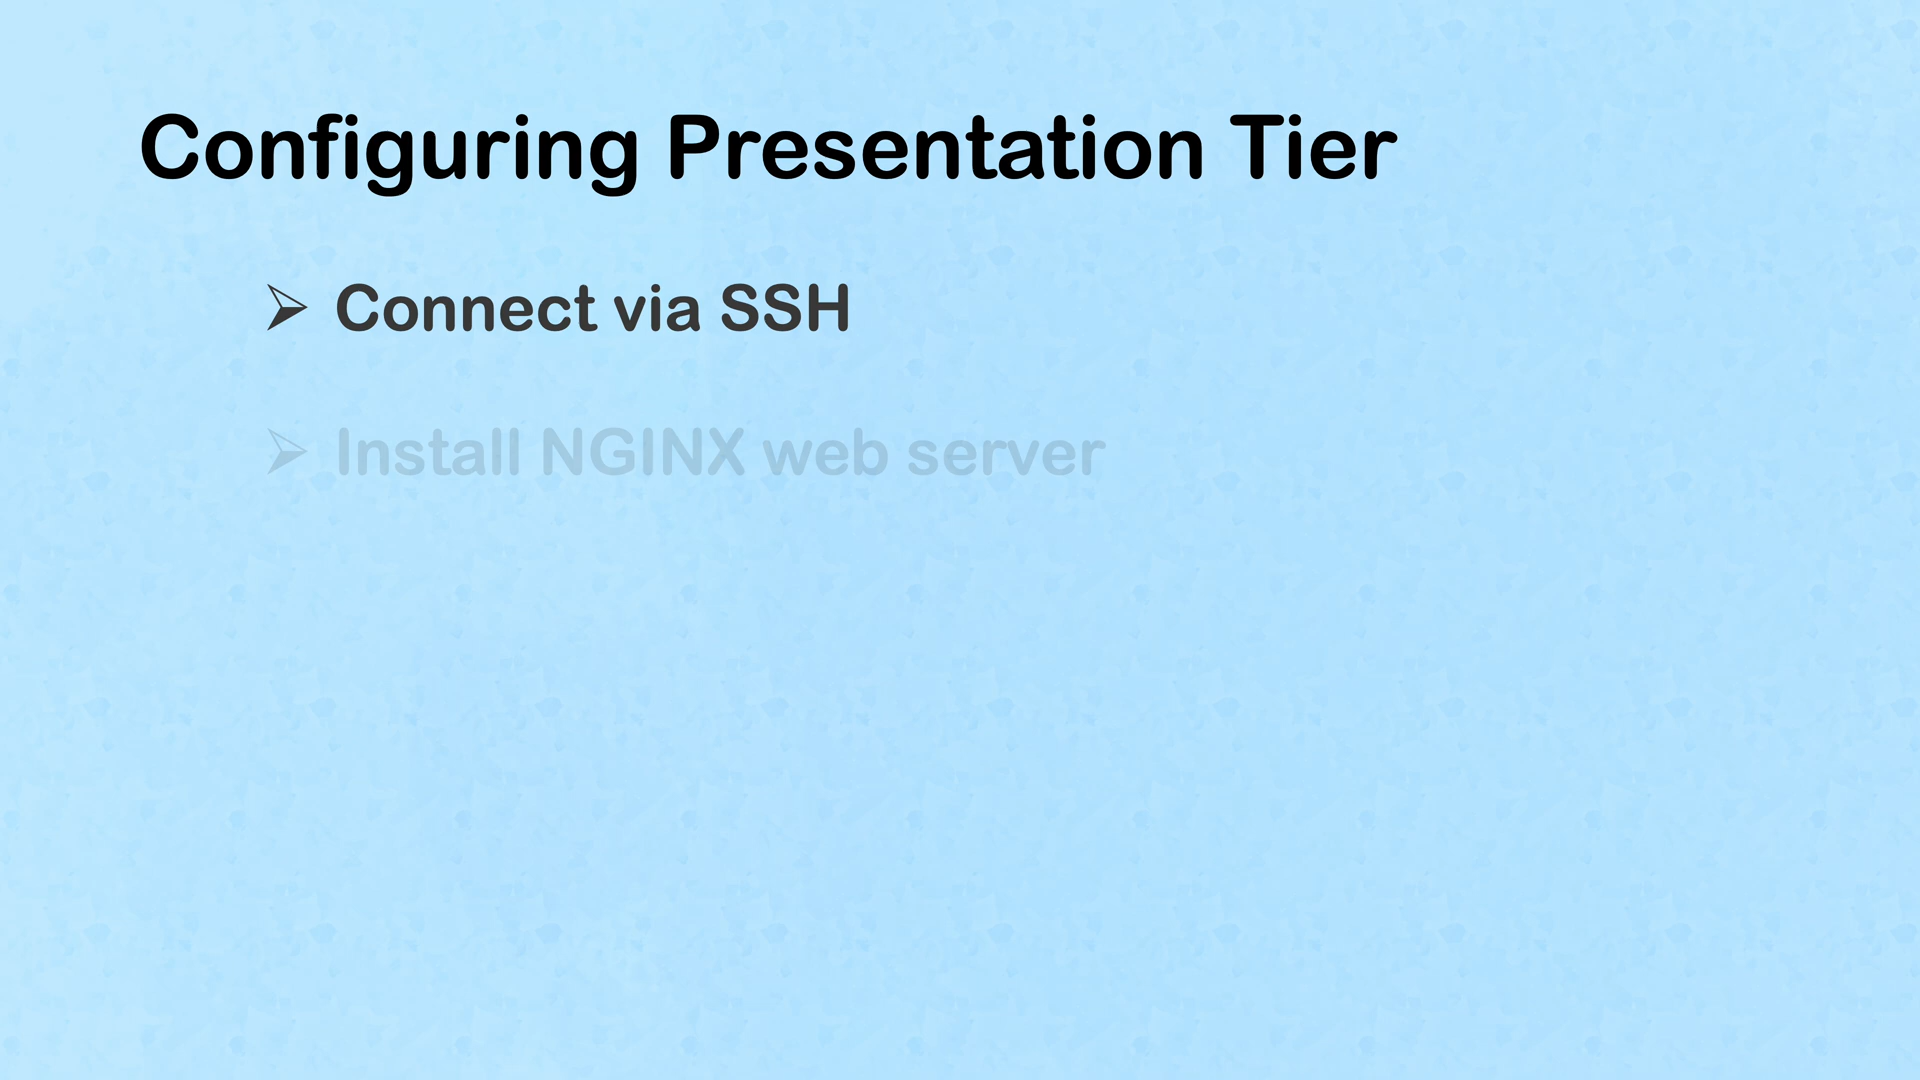 Configuring Presentation Tier
➢ Connect via SSH
➢ Install NGINX web server